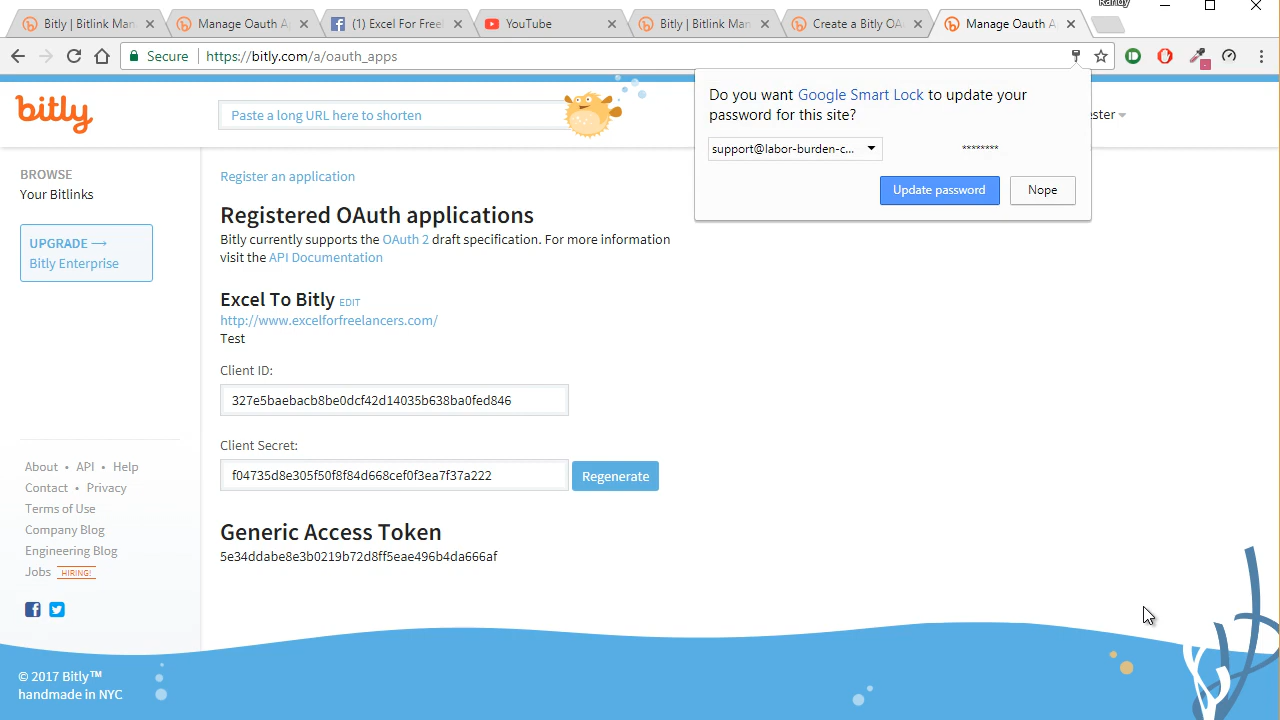 Bitly | Bitlink Man
Manage Oauth Ap
(1) Excel For Freel
YouTube
Bitly | Bitlink Man
Create a Bitly OA
Manage Oauth A
Randy
Secure
https://bitly.com/a/oauth_apps
bitly
Paste a long URL here to shorten
ester
Do you want Google Smart Lock to update your
password for this site?
support@labor-burden-c...
********
Update password
Nope
BROWSE
Your Bitlinks
UPGRADE →
Bitly Enterprise
Register an application
Registered OAuth applications
Bitly currently supports the OAuth 2 draft specification. For more information
visit the API Documentation
Excel To Bitly EDIT
http://www.excelforfreelancers.com/
Test
Client ID:
327e5baebacb8be0dcf42d14035b638ba0fed846
Client Secret:
f04735d8e305f50f8f84d668cef0f3ea7f37a222
Regenerate
Generic Access Token
5e34ddabe8e3b0219b72d8ff5eae496b4da666af
About • API • Help
Contact • Privacy
Terms of Use
Company Blog
Engineering Blog
Jobs HIRING!
© 2017 Bitly™
handmade in NYC